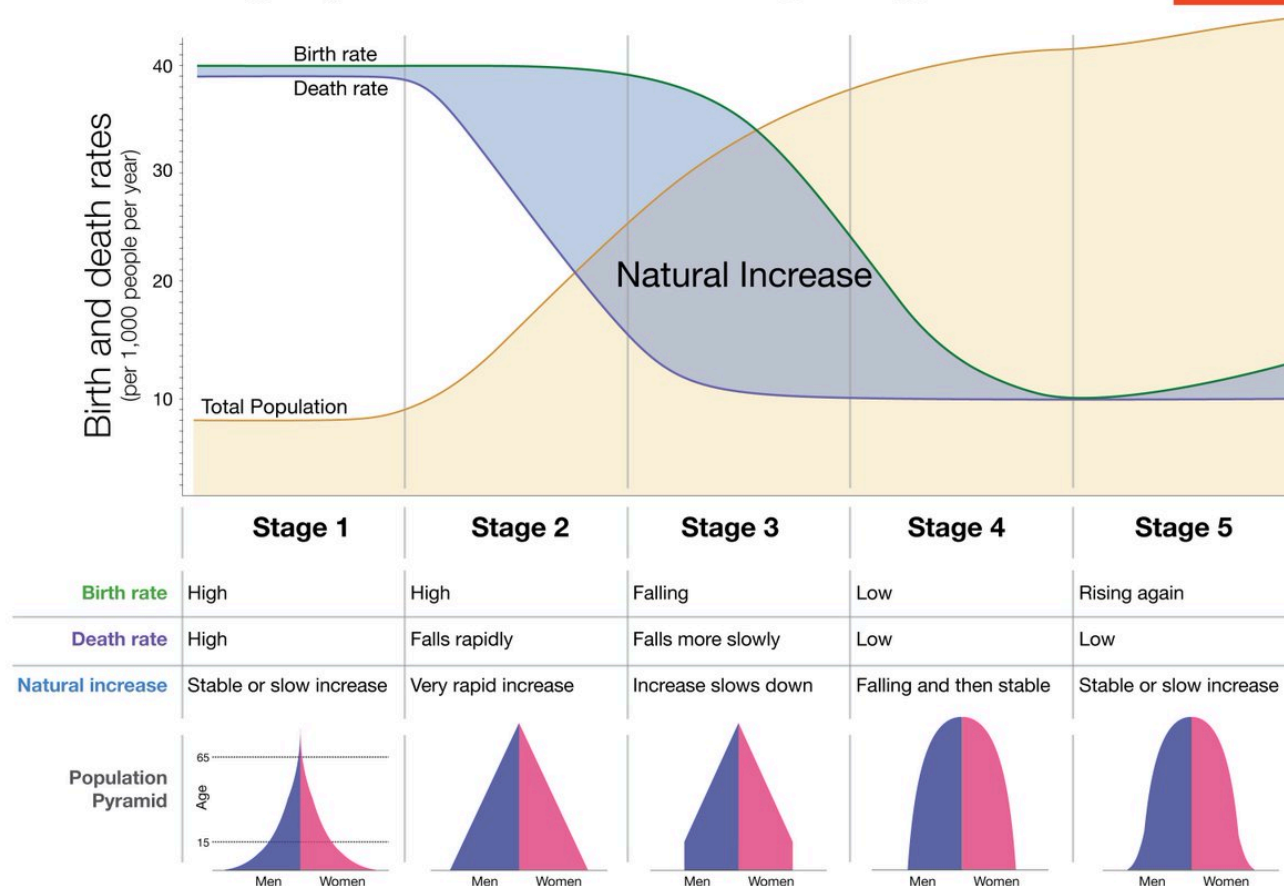 Birth rate
Death rate
40
30
20
10
Birth and death rates
(per 1,000 people per year)
Natural Increase
Total Population
Stage 1 Stage 2 Stage 3 Stage 4 Stage 5
Birth rate High High Falling Low Rising again
Death rate High Falls rapidly Falls more slowly Low Low
Natural increase Stable or slow increase Very rapid increase Increase slows down Falling and then stable Stable or slow increase
Population
Pyramid
65
Age
15
Men Women Men Women Men Women Men Women Men Women